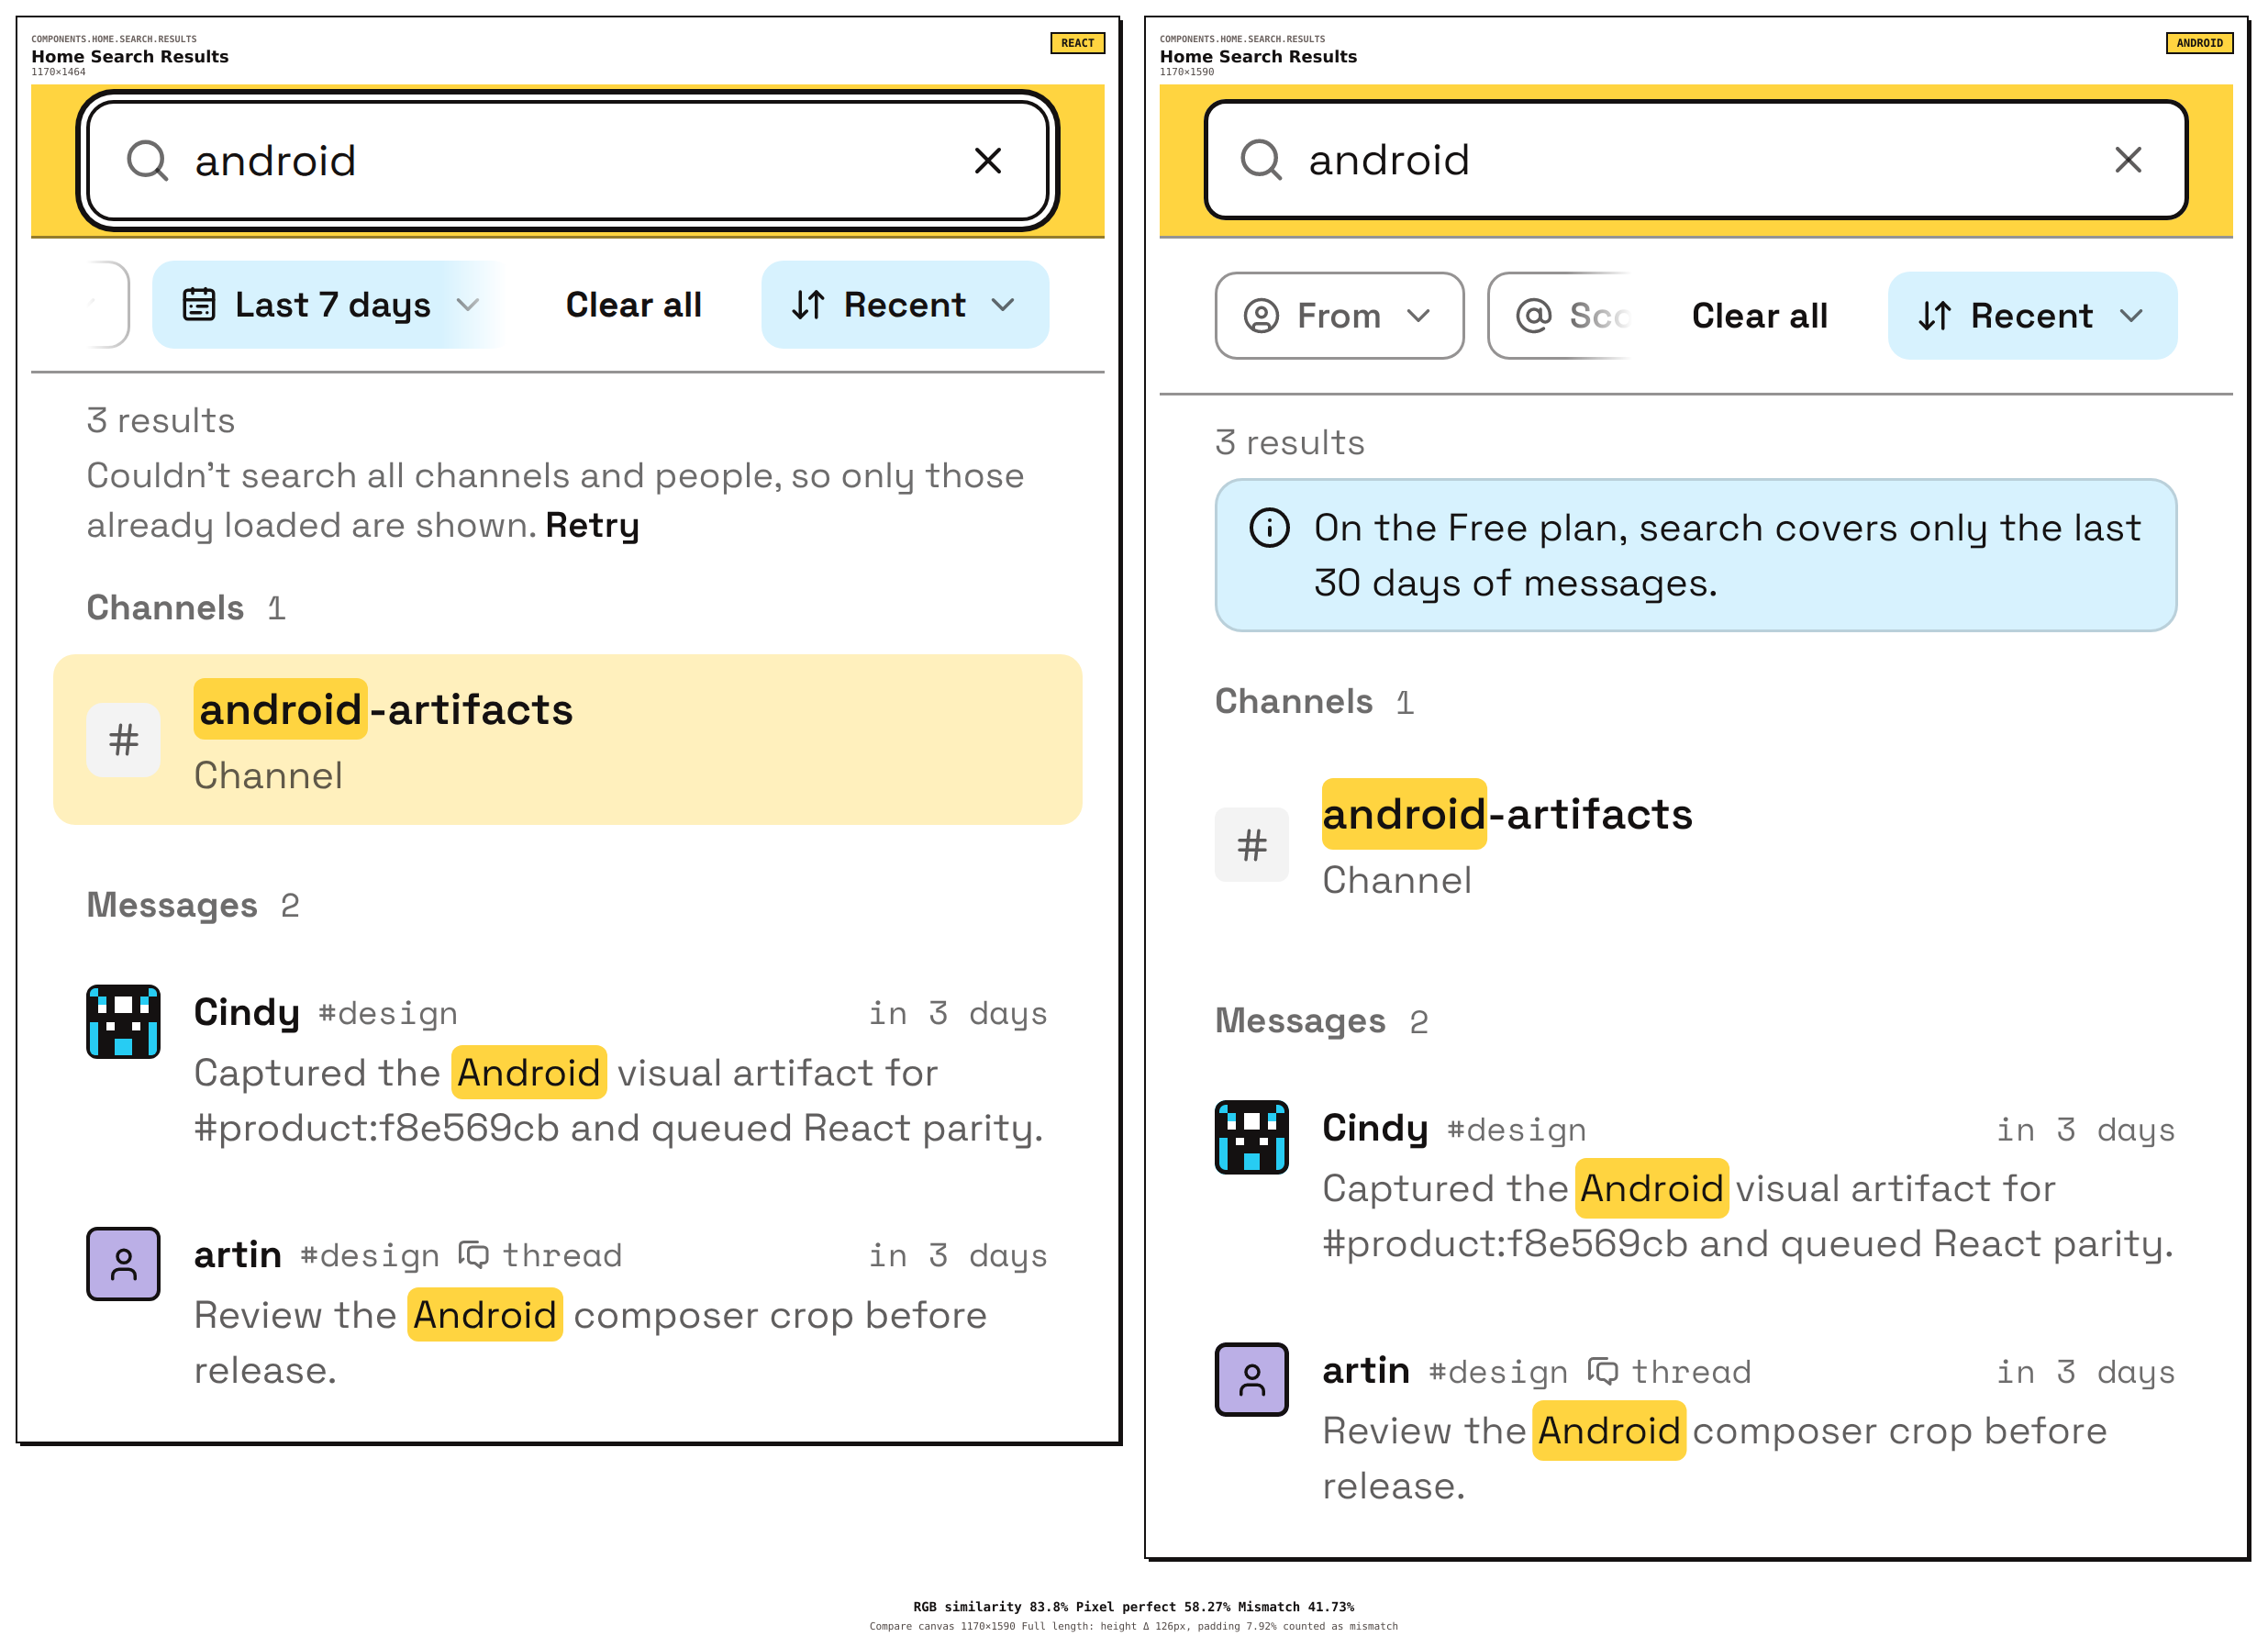 COMPONENTS.HOME.SEARCH.RESULTS
Home Search Results
1170×1464
REACT
android
Last 7 days
Clear all
Recent
3 results
Couldn’t search all channels and people, so only those
already loaded are shown. Retry
Channels 1
# android-artifacts
Channel
Messages 2
Cindy #design in 3 days
Captured the Android visual artifact for
#product:f8e569cb and queued React parity.
artin #design thread in 3 days
Review the Android composer crop before
release.
COMPONENTS.HOME.SEARCH.RESULTS
Home Search Results
1170×1590
ANDROID
android
From
@ Sco
Clear all
Recent
3 results
On the Free plan, search covers only the last
30 days of messages.
Channels 1
# android-artifacts
Channel
Messages 2
Cindy #design in 3 days
Captured the Android visual artifact for
#product:f8e569cb and queued React parity.
artin #design thread in 3 days
Review the Android composer crop before
release.
RGB similarity 83.8% Pixel perfect 58.27% Mismatch 41.73%
Compare canvas 1170×1590 Full length: height Δ 126px, padding 7.92% counted as mismatch